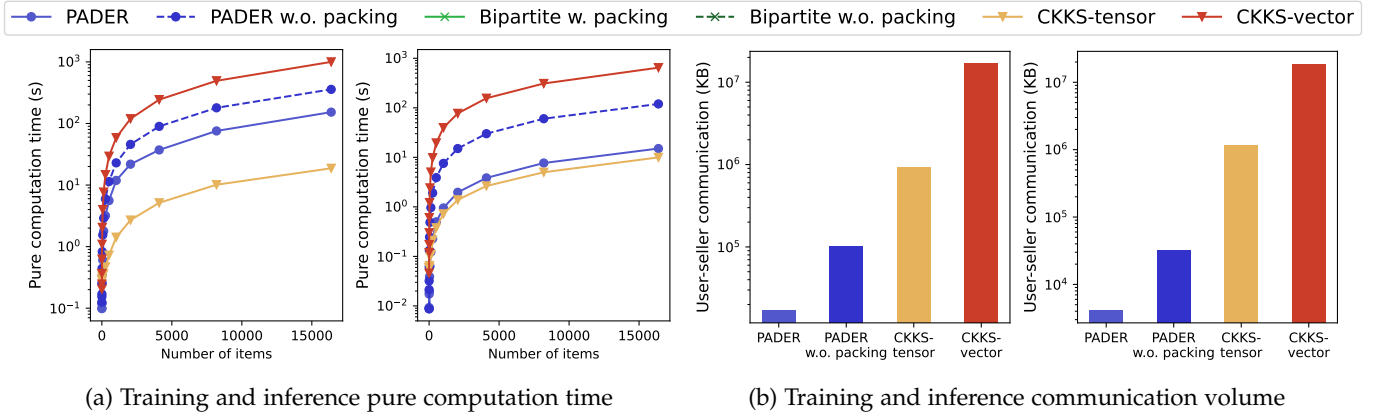 PADER PADER w.o. packing Bipartite w. packing Bipartite w.o. packing CKKS-tensor CKKS-vector
Pure computation time (s)
10³
10²
10¹
10⁰
10⁻¹
0 5000 10000 15000
Number of items
Pure computation time (s)
10³
10²
10¹
10⁰
10⁻¹
10⁻²
0 5000 10000 15000
Number of items
(a) Training and inference pure computation time
User-seller communication (KB)
10⁷
10⁶
10⁵
PADER PADER CKKS- CKKS-
w.o. packing tensor vector
User-seller communication (KB)
10⁷
10⁶
10⁵
10⁴
PADER PADER CKKS- CKKS-
w.o. packing tensor vector
(b) Training and inference communication volume